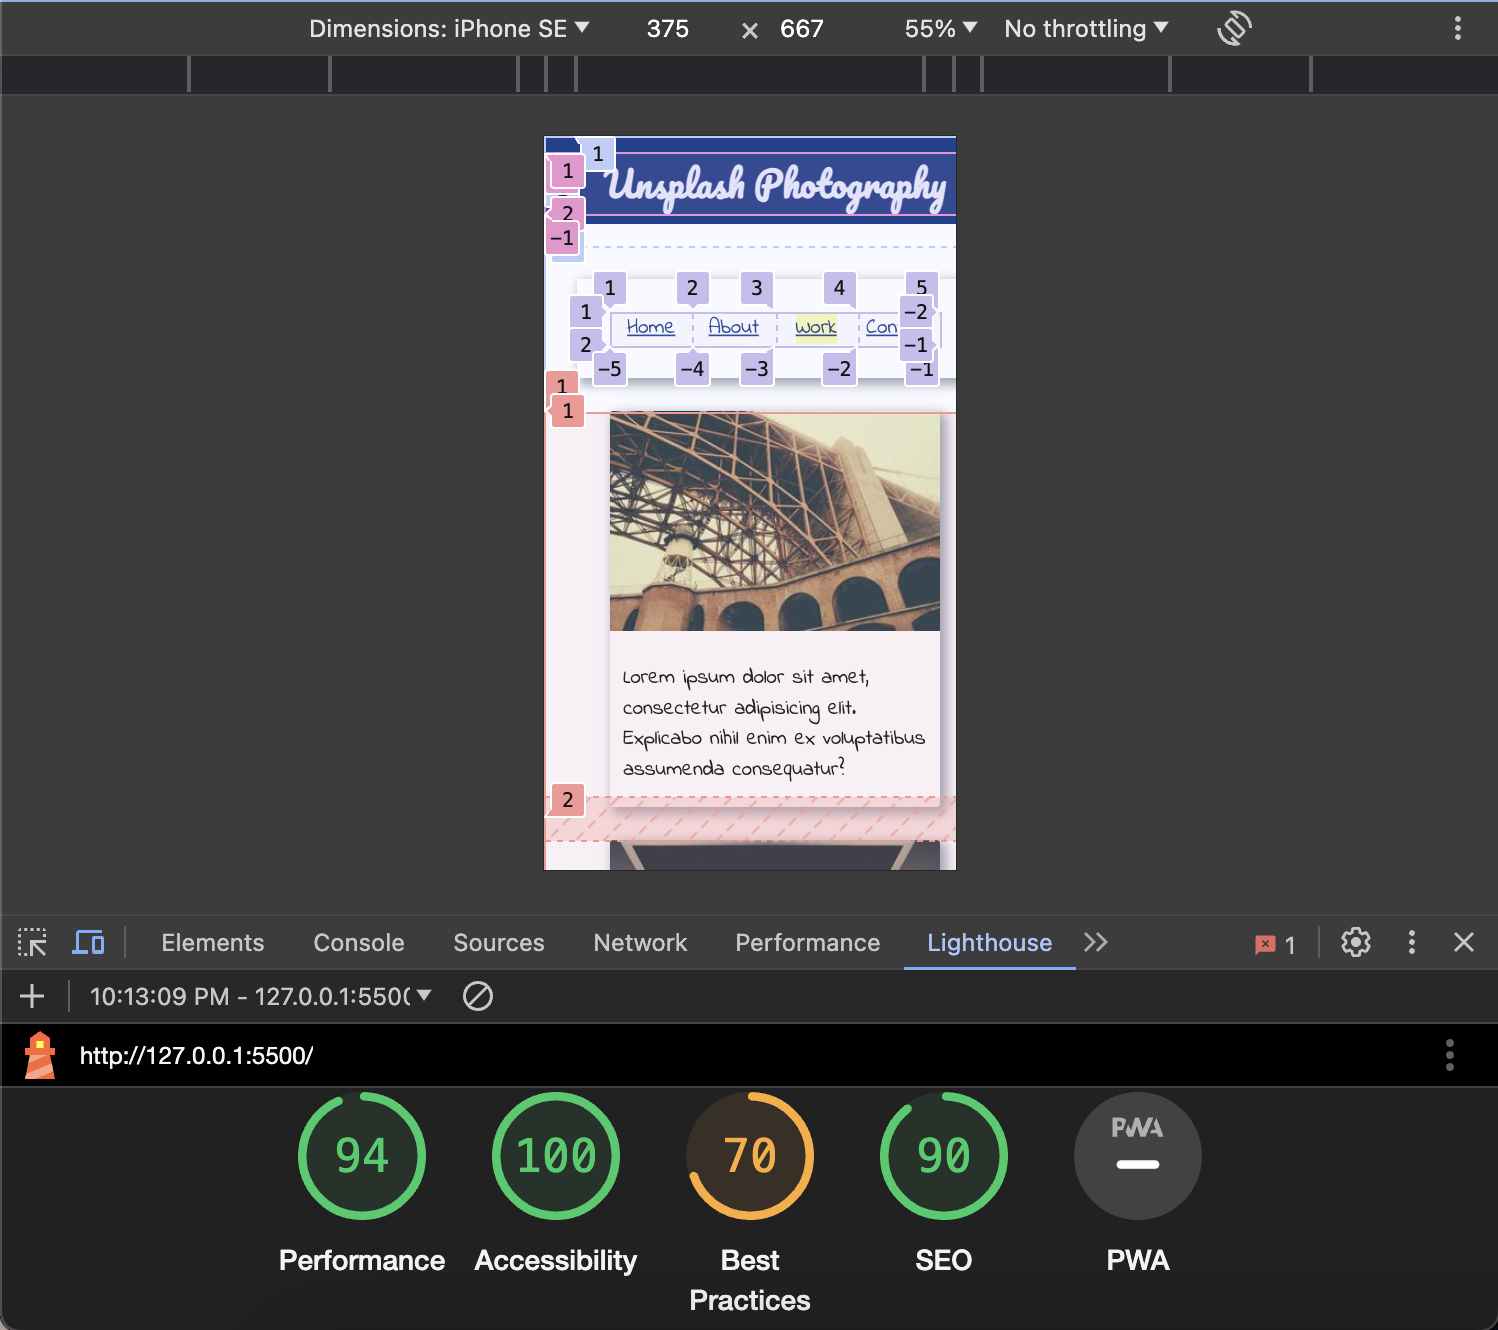 Dimensions: iPhone SE ▼ 375 × 667 55% ▼ No throttling ▼
1
1
Unsplash Photography
2
−1
1 2 3 4 5
1 −2
Home About Work Con
2 −1
−5 −4 −3 −2 −1
1
1
Lorem ipsum dolor sit amet,
consectetur adipisicing elit.
Explicabo nihil enim ex voluptatibus
assumenda consequatur?
2
Elements Console Sources Network Performance Lighthouse 1
10:13:09 PM - 127.0.0.1:550
http://127.0.0.1:5500/
94 100 70 90 PWA
Performance Accessibility Best Practices SEO PWA